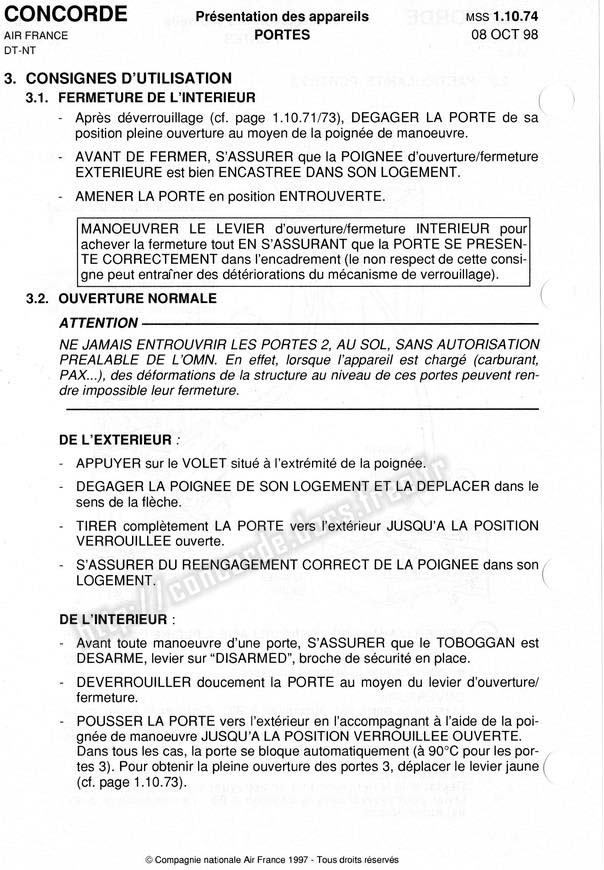 CONCORDE Présentation des appareils MSS 1.10.74
AIR FRANCE PORTES 08 OCT 98
DT-NT
3. CONSIGNES D'UTILISATION
3.1. FERMETURE DE L'INTERIEUR
- Après déverrouillage (cf. page 1.10.71/73), DEGAGER LA PORTE de sa
position pleine ouverture au moyen de la poignée de manoeuvre.
- AVANT DE FERMER, S'ASSURER que la POIGNEE d'ouverture/fermeture
EXTERIEURE est bien ENCASTREE DANS SON LOGEMENT.
- AMENER LA PORTE en position ENTROUVERTE.
MANOEUVRER LE LEVIER d'ouverture/fermeture INTERIEUR pour
achever la fermeture tout EN S'ASSURANT que la PORTE SE PRESEN-
TE CORRECTEMENT dans l'encadrement (le non respect de cette consi-
gne peut entraîner des détériorations du mécanisme de verrouillage).
3.2. OUVERTURE NORMALE
ATTENTION
NE JAMAIS ENTROUVRIR LES PORTES 2, AU SOL, SANS AUTORISATION
PREALABLE DE L'OMN. En effet, lorsque l'appareil est chargé (carburant,
PAX...), des déformations de la structure au niveau de ces portes peuvent ren-
dre impossible leur fermeture.
DE L'EXTERIEUR :
- APPUYER sur le VOLET situé à l'extrémité de la poignée.
- DEGAGER LA POIGNEE DE SON LOGEMENT ET LA DEPLACER dans le
sens de la flèche.
- TIRER complètement LA PORTE vers l'extérieur JUSQU'A LA POSITION
VERROUILLEE ouverte.
- S'ASSURER DU REENGAGEMENT CORRECT DE LA POIGNEE dans son
LOGEMENT.
http://concorde.dars.free.fr
DE L'INTERIEUR :
- Avant toute manoeuvre d'une porte, S'ASSURER que le TOBOGGAN est
DESARME, levier sur "DISARMED", broche de sécurité en place.
- DEVERROUILLER doucement la PORTE au moyen du levier d'ouverture/
fermeture.
- POUSSER LA PORTE vers l'extérieur en l'accompagnant à l'aide de la poi-
gnée de manoeuvre JUSQU'A LA POSITION VERROUILLEE OUVERTE.
Dans tous les cas, la porte se bloque automatiquement (à 90°C pour les por-
tes 3). Pour obtenir la pleine ouverture des portes 3, déplacer le levier jaune
(cf. page 1.10.73).
© Compagnie nationale Air France 1997 - Tous droits réservés